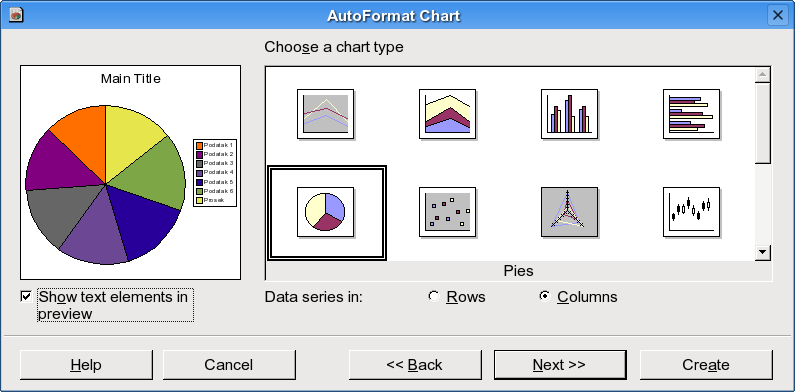 AutoFormat Chart
Choose a chart type
Main Title
Podatak 1
Podatak 2
Podatak 3
Podatak 4
Podatak 5
Podatak 6
Prosek
Pies
Show text elements in
preview
Data series in:
Rows
Columns
Help
Cancel
<< Back
Next >>
Create